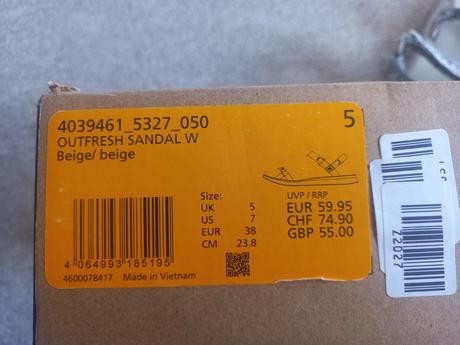 4039461_5327_050
5
OUTFRESH SANDAL W
Beige/ beige
Size:
UK 5
US 7
EUR 38
CM 23.8
UVP / RRP
EUR 59.95
CHF 74.90
GBP 55.00
4 064993 185195
4600078417 Made in Vietnam
Z2027